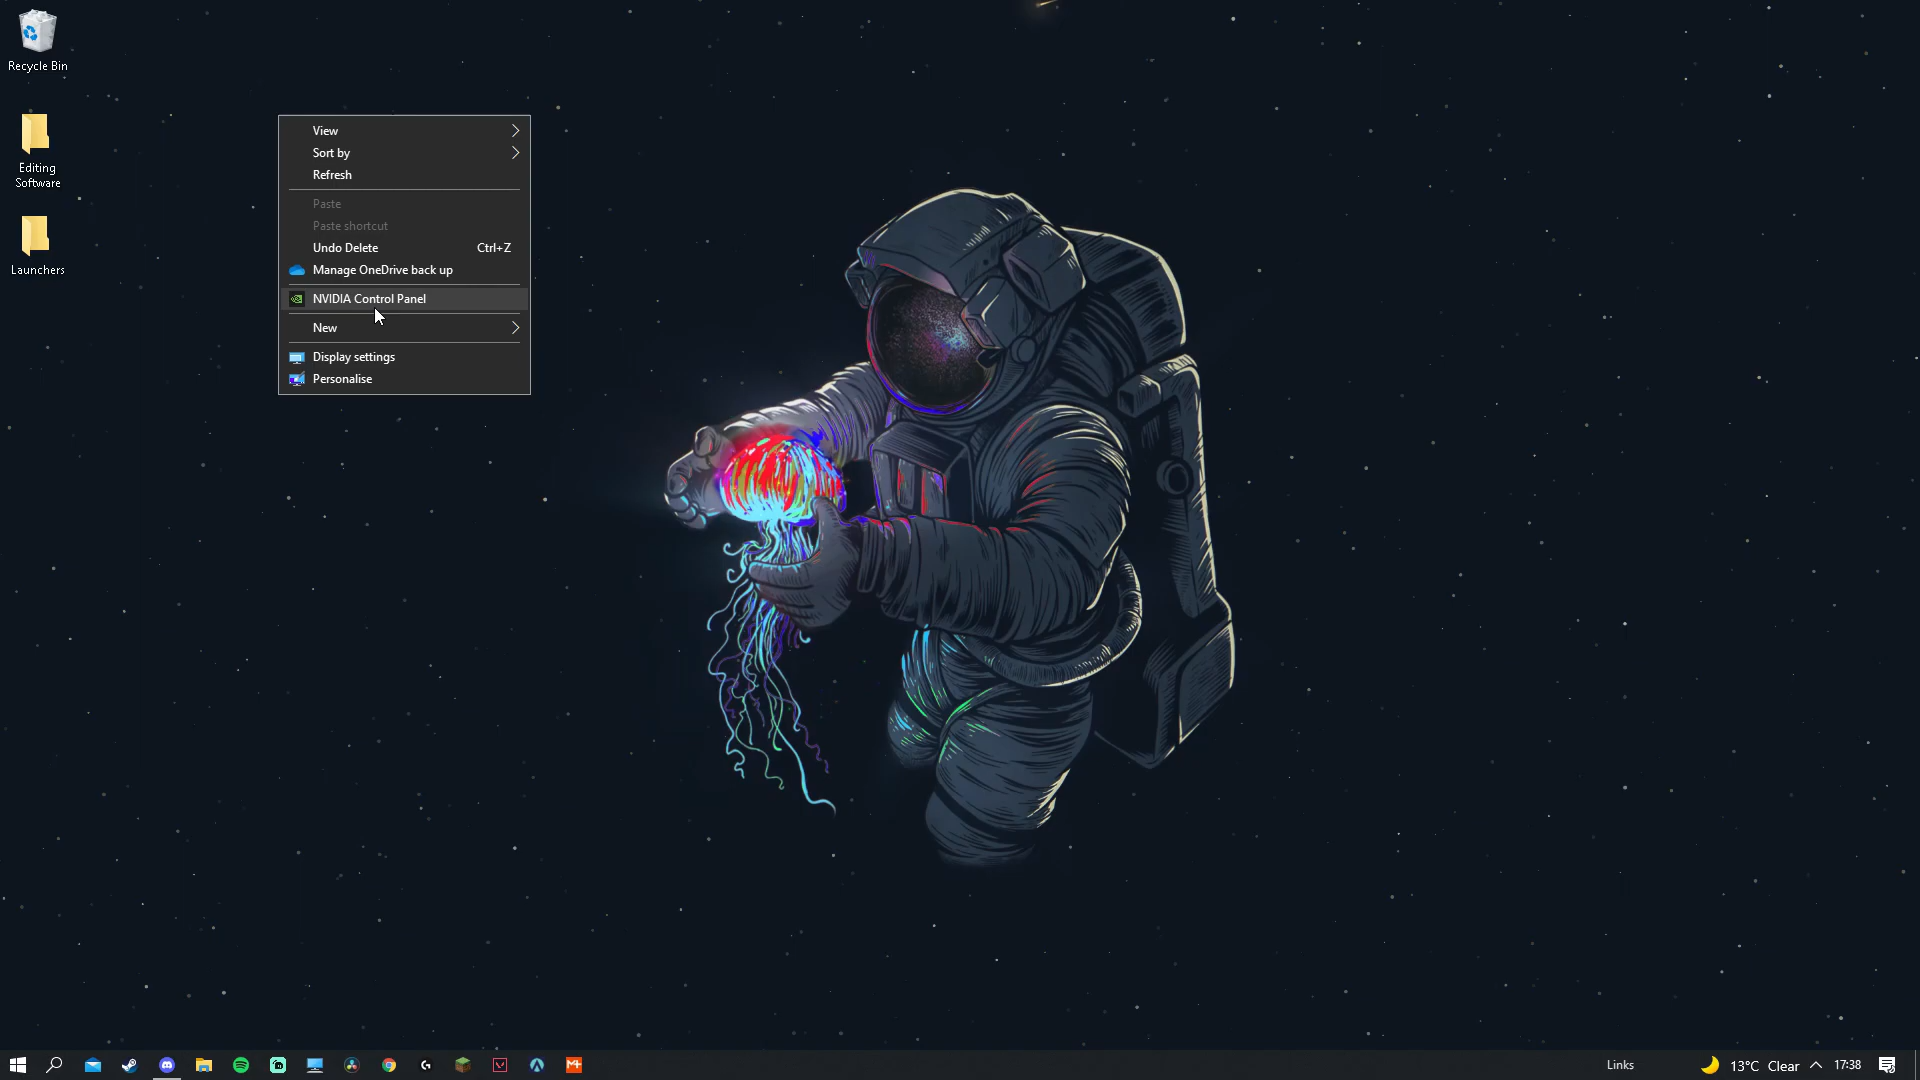 Recycle Bin
Editing
Software
Launchers
View
Sort by
Refresh
Paste
Paste shortcut
Undo Delete Ctrl+Z
Manage OneDrive back up
NVIDIA Control Panel
New
Display settings
Personalise
Links
13°C Clear
17:38